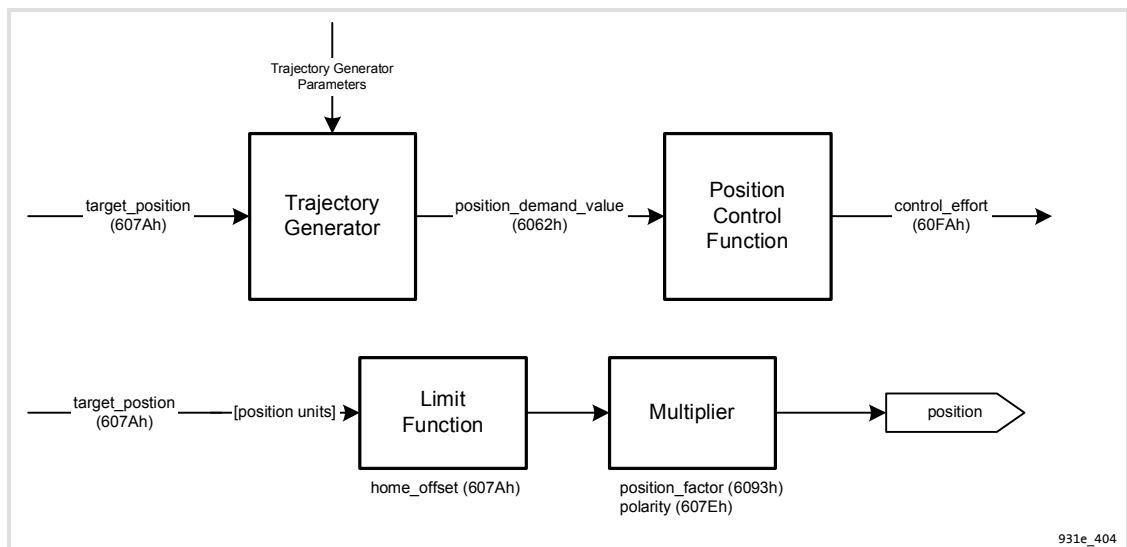 Trajectory Generator
Parameters
target_position
(607Ah)
Trajectory
Generator
position_demand_value
(6062h)
Position
Control
Function
control_effort
(60FAh)
target_postion
(607Ah)
[position units]
Limit
Function
home_offset (607Ah)
Multiplier
position_factor (6093h)
polarity (607Eh)
position
931e_404